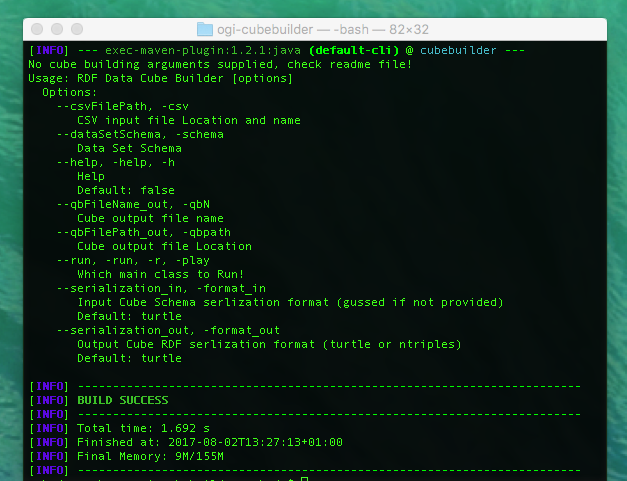 ogi-cubebuilder — -bash — 82×32
[INFO] --- exec-maven-plugin:1.2.1:java (default-cli) @ cubebuilder ---
No cube building arguments supplied, check readme file!
Usage: RDF Data Cube Builder [options]
  Options:
    --csvFilePath, -csv
       CSV input file Location and name
    --dataSetSchema, -schema
       Data Set Schema
    --help, -help, -h
       Help
       Default: false
    --qbFileName_out, -qbN
       Cube output file name
    --qbFilePath_out, -qbpath
       Cube output file Location
    --run, -run, -r, -play
       Which main class to Run!
    --serialization_in, -format_in
       Input Cube Schema serlization format (gussed if not provided)
       Default: turtle
    --serialization_out, -format_out
       Output Cube RDF serlization format (turtle or ntriples)
       Default: turtle
[INFO] ------------------------------------------------------------------------
[INFO] BUILD SUCCESS
[INFO] ------------------------------------------------------------------------
[INFO] Total time: 1.692 s
[INFO] Finished at: 2017-08-02T13:27:13+01:00
[INFO] Final Memory: 9M/155M
[INFO] ------------------------------------------------------------------------